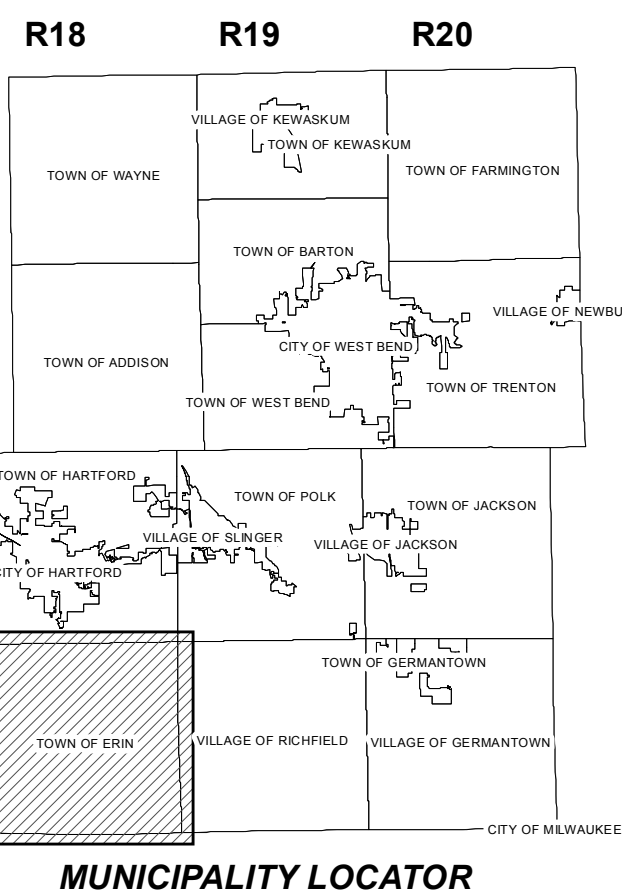 R18 R19 R20
VILLAGE OF KEWASKUM
TOWN OF KEWASKUM
TOWN OF WAYNE
TOWN OF FARMINGTON
TOWN OF BARTON
VILLAGE OF NEWBU
CITY OF WEST BEND
TOWN OF ADDISON
TOWN OF TRENTON
TOWN OF WEST BEND
TOWN OF HARTFORD
TOWN OF POLK
TOWN OF JACKSON
VILLAGE OF SLINGER
VILLAGE OF JACKSON
CITY OF HARTFORD
TOWN OF GERMANTOWN
TOWN OF ERIN
VILLAGE OF RICHFIELD
VILLAGE OF GERMANTOWN
CITY OF MILWAUKEE
MUNICIPALITY LOCATOR